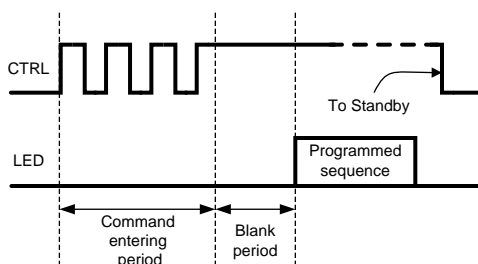 CTRL
To Standby
LED
Programmed
sequence
Command
entering
period
Blank
period